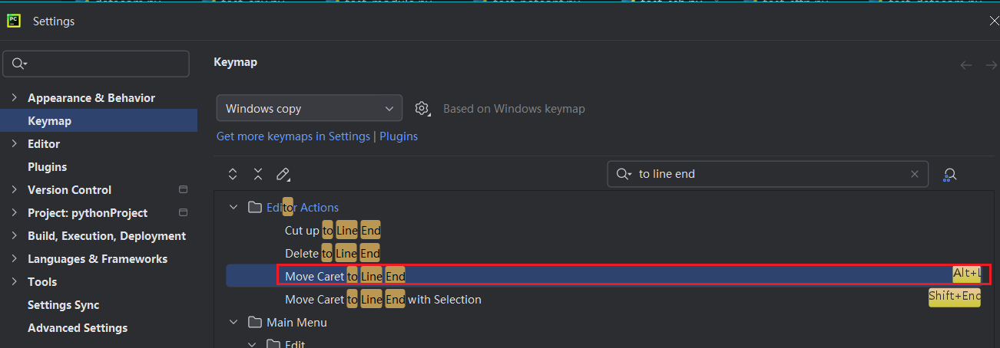 PC
Settings
Keymap
Appearance & Behavior
Keymap
Editor
Plugins
Version Control
Project: pythonProject
Build, Execution, Deployment
Languages & Frameworks
Tools
Settings Sync
Advanced Settings
Windows copy
Based on Windows keymap
Get more keymaps in Settings | Plugins
to line end
Editor Actions
Cut up to Line End
Delete to Line End
Move Caret to Line End Alt+L
Move Caret to Line End with Selection Shift+End
Main Menu
Edit